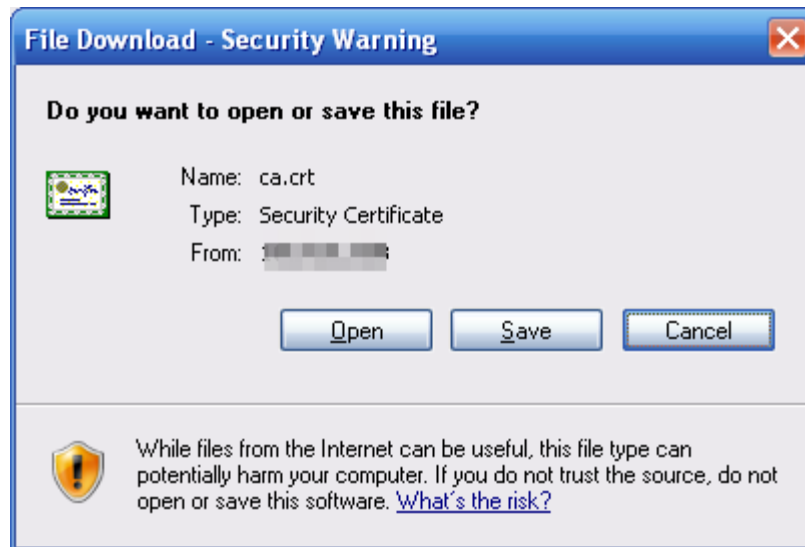 File Download - Security Warning
Do you want to open or save this file?
Name: ca.crt
Type: Security Certificate
From:
Open Save Cancel
While files from the Internet can be useful, this file type can
potentially harm your computer. If you do not trust the source, do not
open or save this software. What's the risk?